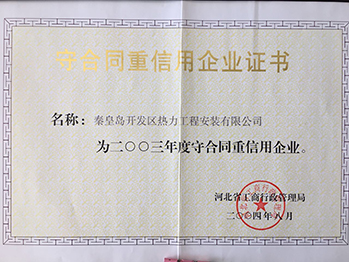 守合同重信用企业证书
名称：秦皇岛开发区热力工程安装有限公司
为二〇〇三年度守合同重信用企业。
河北省工商行政管理局
二〇〇四年八月